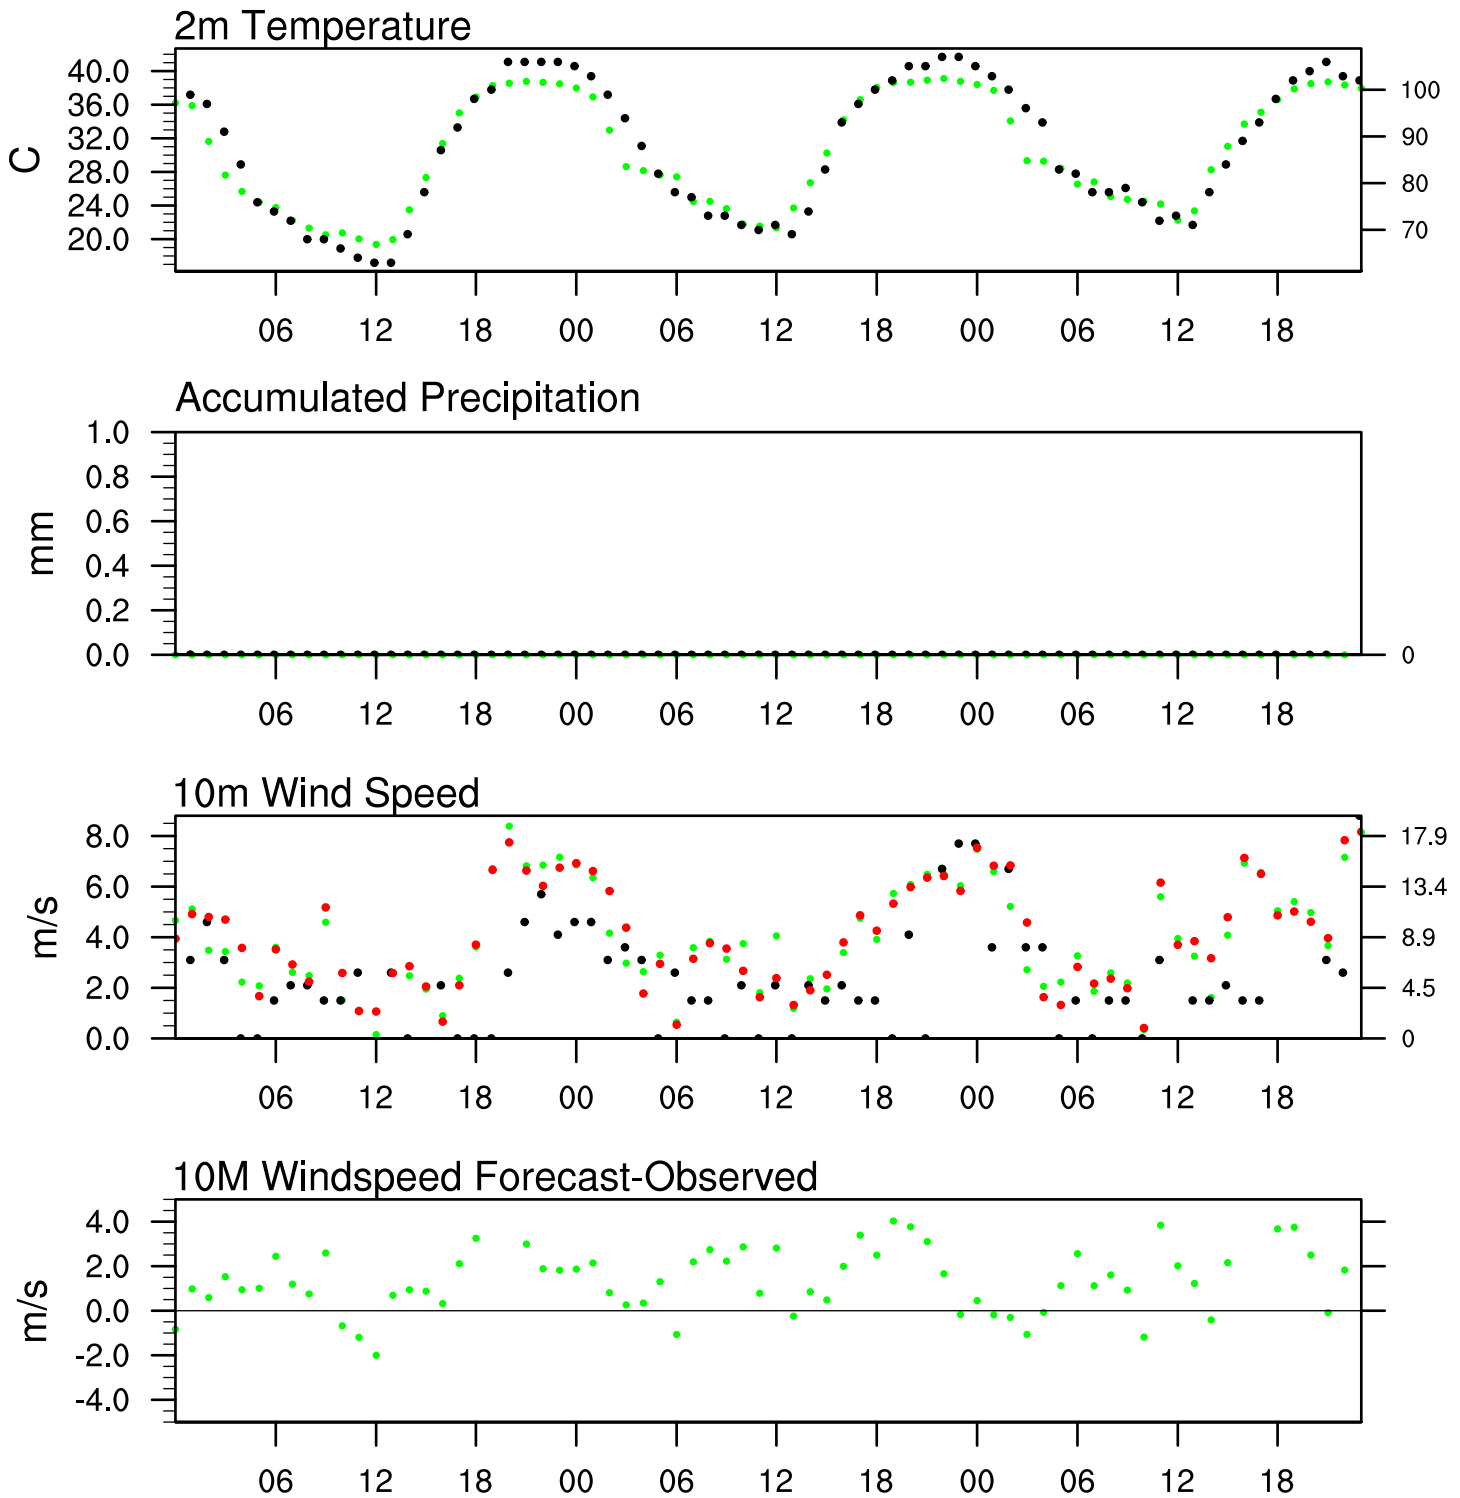 2m Temperature
40.0
36.0
32.0
28.0
24.0
20.0
C
100
90
80
70
06 12 18 00 06 12 18 00 06 12 18
Accumulated Precipitation
1.0
0.8
0.6
0.4
0.2
0.0
mm
0
06 12 18 00 06 12 18 00 06 12 18
10m Wind Speed
8.0
6.0
4.0
2.0
0.0
m/s
17.9
13.4
8.9
4.5
0
06 12 18 00 06 12 18 00 06 12 18
10M Windspeed Forecast-Observed
4.0
2.0
0.0
-2.0
-4.0
m/s
06 12 18 00 06 12 18 00 06 12 18